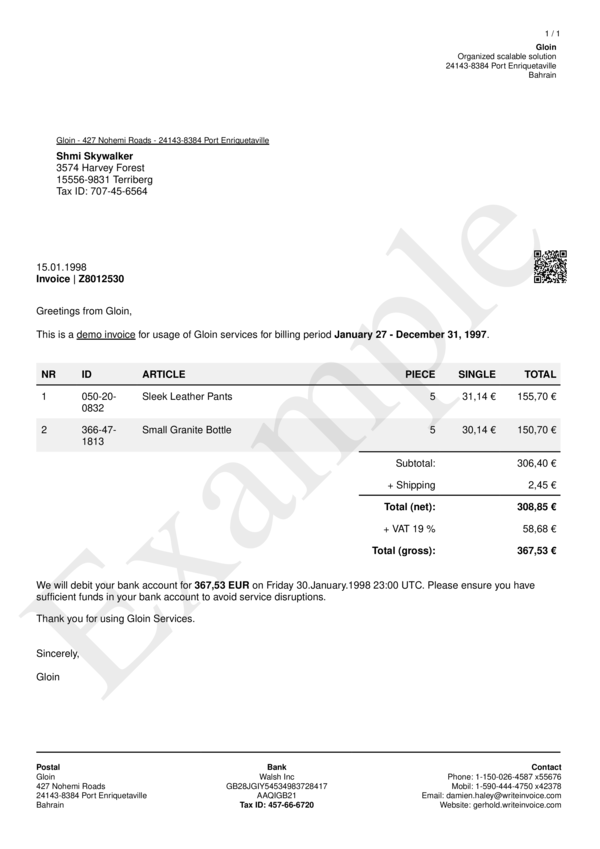 1 / 1
Gloin
Organized scalable solution
24143-8384 Port Enriquetaville
Bahrain
Gloin - 427 Nohemi Roads - 24143-8384 Port Enriquetaville
Shmi Skywalker
3574 Harvey Forest
15556-9831 Terriberg
Tax ID: 707-45-6564
15.01.1998
Invoice | Z8012530
Greetings from Gloin,
This is a demo invoice for usage of Gloin services for billing period January 27 - December 31, 1997.
NR ID ARTICLE PIECE SINGLE TOTAL
1 050-20- Sleek Leather Pants 5 31,14 € 155,70 €
0832
2 366-47- Small Granite Bottle 5 30,14 € 150,70 €
1813
Subtotal: 306,40 €
+ Shipping 2,45 €
Total (net): 308,85 €
+ VAT 19 % 58,68 €
Total (gross): 367,53 €
We will debit your bank account for 367,53 EUR on Friday 30.January.1998 23:00 UTC. Please ensure you have
sufficient funds in your bank account to avoid service disruptions.
Thank you for using Gloin Services.
Sincerely,
Gloin
Example
Postal Bank Contact
Gloin Walsh Inc Phone: 1-150-026-4587 x55676
427 Nohemi Roads GB28JGIY54534983728417 Mobil: 1-590-444-4750 x42378
24143-8384 Port Enriquetaville AAQIGB21 Email: damien.haley@writeinvoice.com
Bahrain Tax ID: 457-66-6720 Website: gerhold.writeinvoice.com